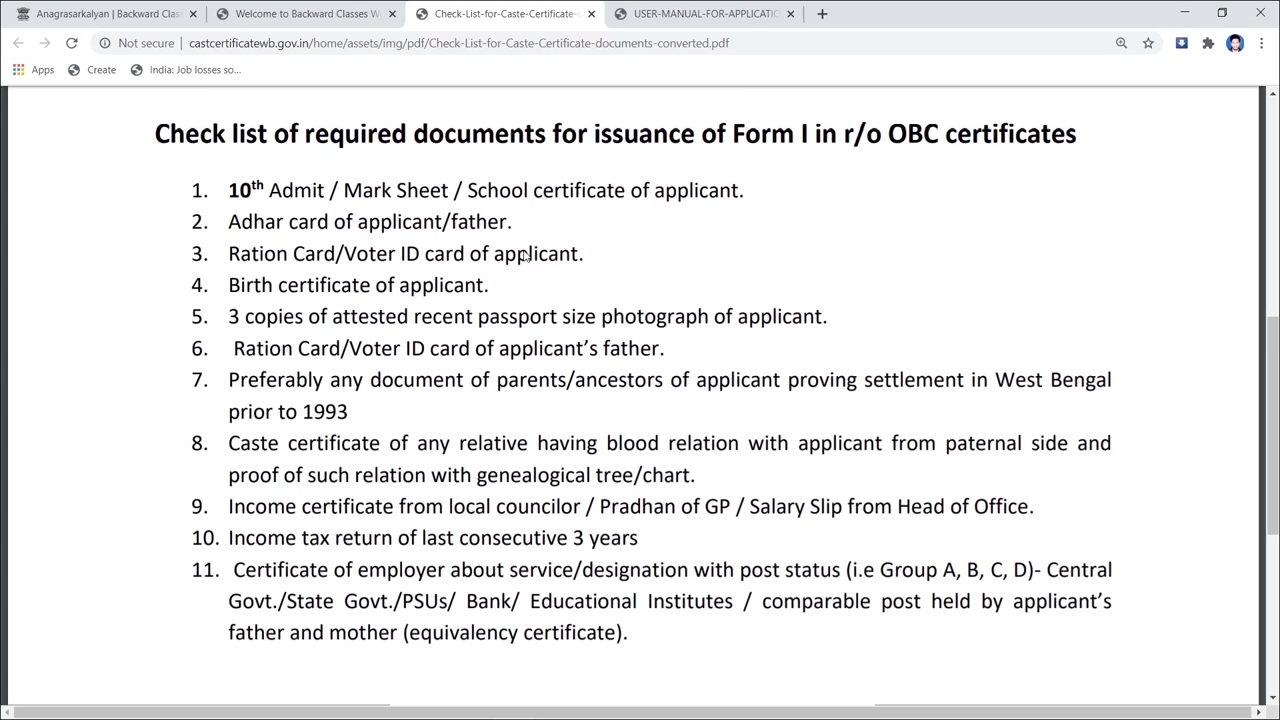 Anagrasarkalyan | Backward Clas
Welcome to Backward Classes W
Check-List-for-Caste-Certificate-
USER-MANUAL-FOR-APPLICATIO
Not secure | castcertificatewb.gov.in/home/assets/img/pdf/Check-List-for-Caste-Certificate-documents-converted.pdf
Apps Create India: Job losses so...
Check list of required documents for issuance of Form I in r/o OBC certificates
1. 10th Admit / Mark Sheet / School certificate of applicant.
2. Adhar card of applicant/father.
3. Ration Card/Voter ID card of applicant.
4. Birth certificate of applicant.
5. 3 copies of attested recent passport size photograph of applicant.
6. Ration Card/Voter ID card of applicant’s father.
7. Preferably any document of parents/ancestors of applicant proving settlement in West Bengal
prior to 1993
8. Caste certificate of any relative having blood relation with applicant from paternal side and
proof of such relation with genealogical tree/chart.
9. Income certificate from local councilor / Pradhan of GP / Salary Slip from Head of Office.
10. Income tax return of last consecutive 3 years
11. Certificate of employer about service/designation with post status (i.e Group A, B, C, D)- Central
Govt./State Govt./PSUs/ Bank/ Educational Institutes / comparable post held by applicant’s
father and mother (equivalency certificate).